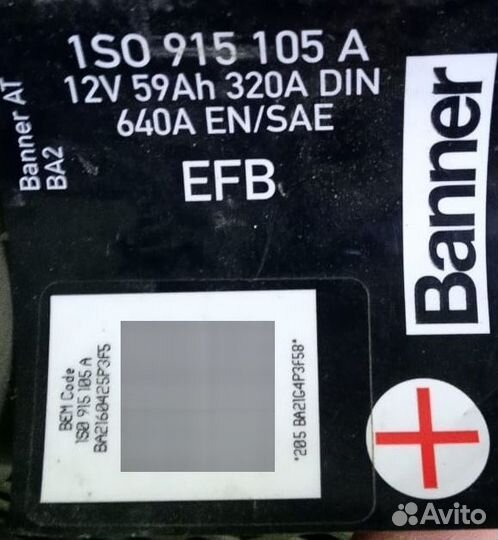 1S0 915 105 A
12V 59Ah 320A DIN
640A EN/SAE
EFB
Banner AT
BA2
Banner
BEM Code
1S0 915 105 A
BA2160425P3F5
*205 BA21G4P3F58*
Avito